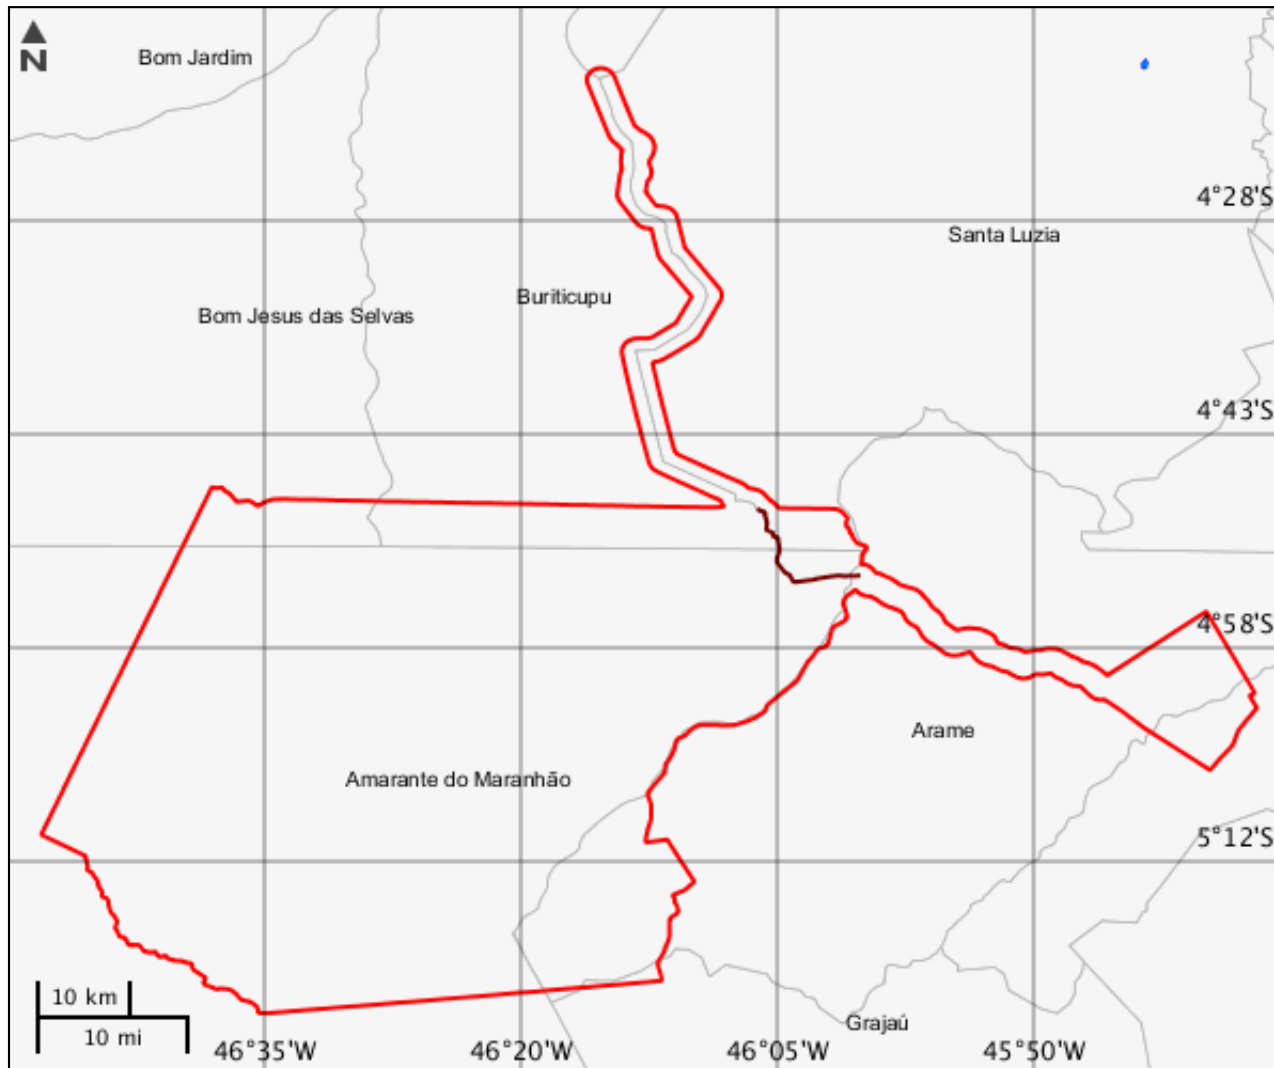 N
Bom Jardim
4°28'S
Santa Luzia
Buriticupu
Bom Jesus das Selvas
4°43'S
4°58'S
Arame
Amarante do Maranhão
5°12'S
10 km
10 mi
Grajaú
46°35'W
46°20'W
46°05'W
45°50'W